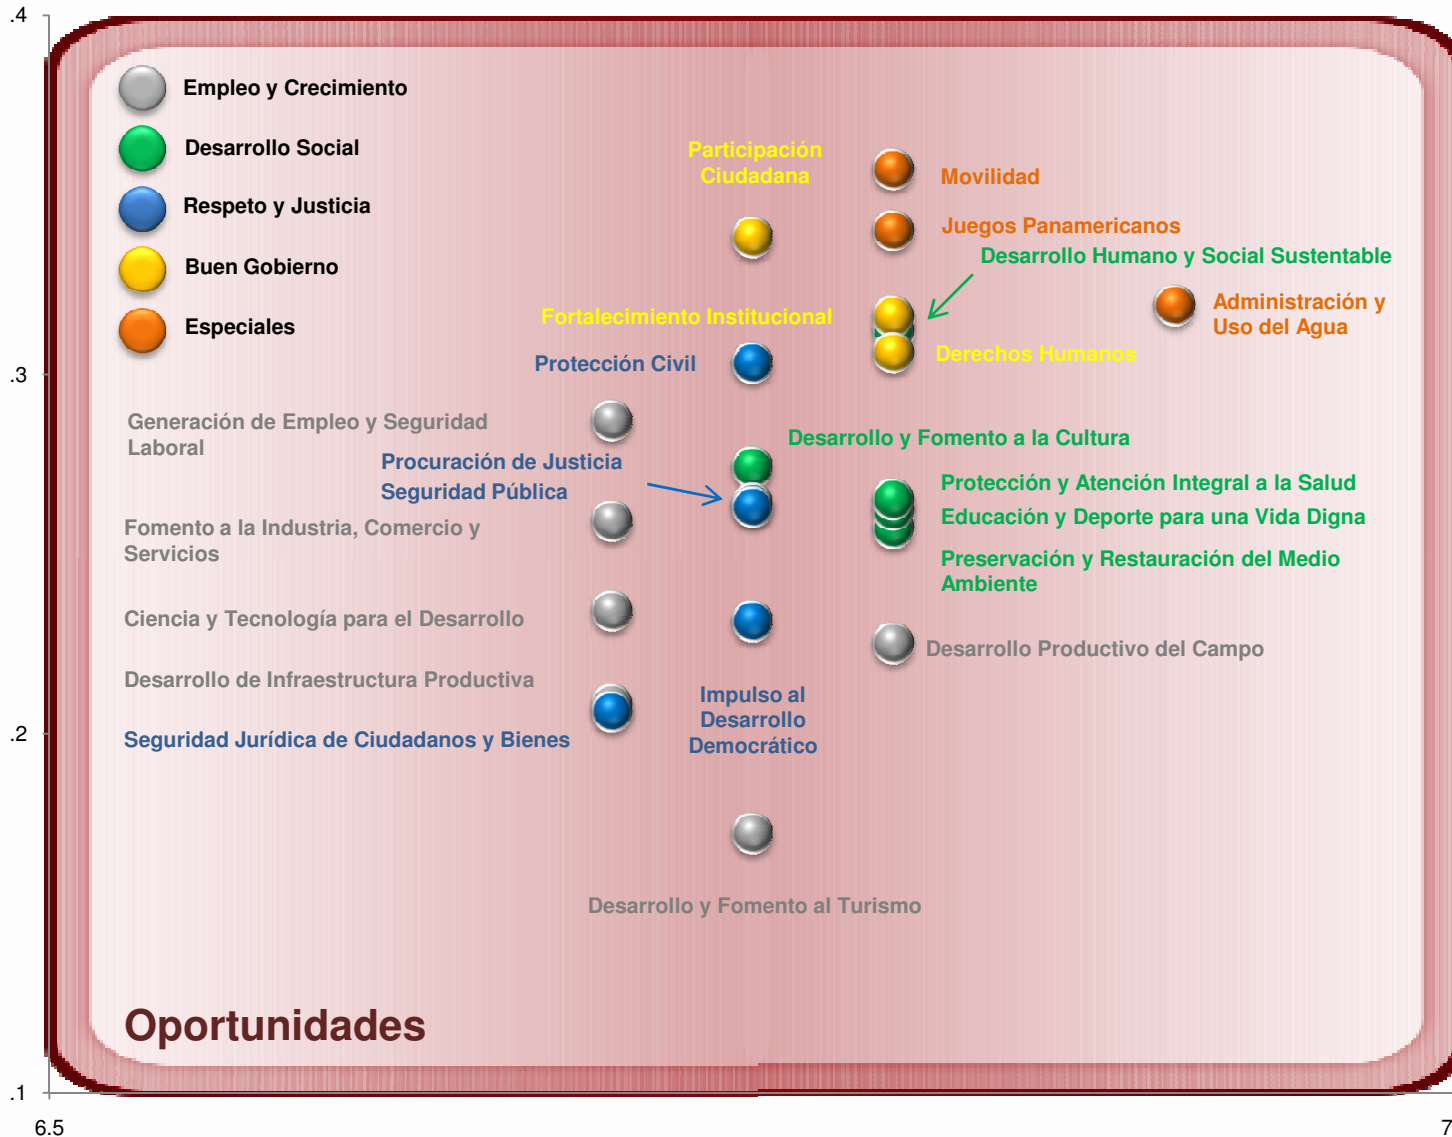 .4
Empleo y Crecimiento
Desarrollo Social
Respeto y Justicia
Buen Gobierno
Especiales
Participación
Ciudadana
Movilidad
Juegos Panamericanos
Desarrollo Humano y Social Sustentable
Administración y
Uso del Agua
Fortalecimiento Institucional
Derechos Humanos
Protección Civil
.3
Generación de Empleo y Seguridad
Laboral
Desarrollo y Fomento a la Cultura
Procuración de Justicia
Seguridad Pública
Protección y Atención Integral a la Salud
Educación y Deporte para una Vida Digna
Preservación y Restauración del Medio
Ambiente
Fomento a la Industria, Comercio y
Servicios
Ciencia y Tecnología para el Desarrollo
Desarrollo Productivo del Campo
Desarrollo de Infraestructura Productiva
Impulso al
Desarrollo
Democrático
.2
Seguridad Jurídica de Ciudadanos y Bienes
Desarrollo y Fomento al Turismo
Oportunidades
.1
6.5
7